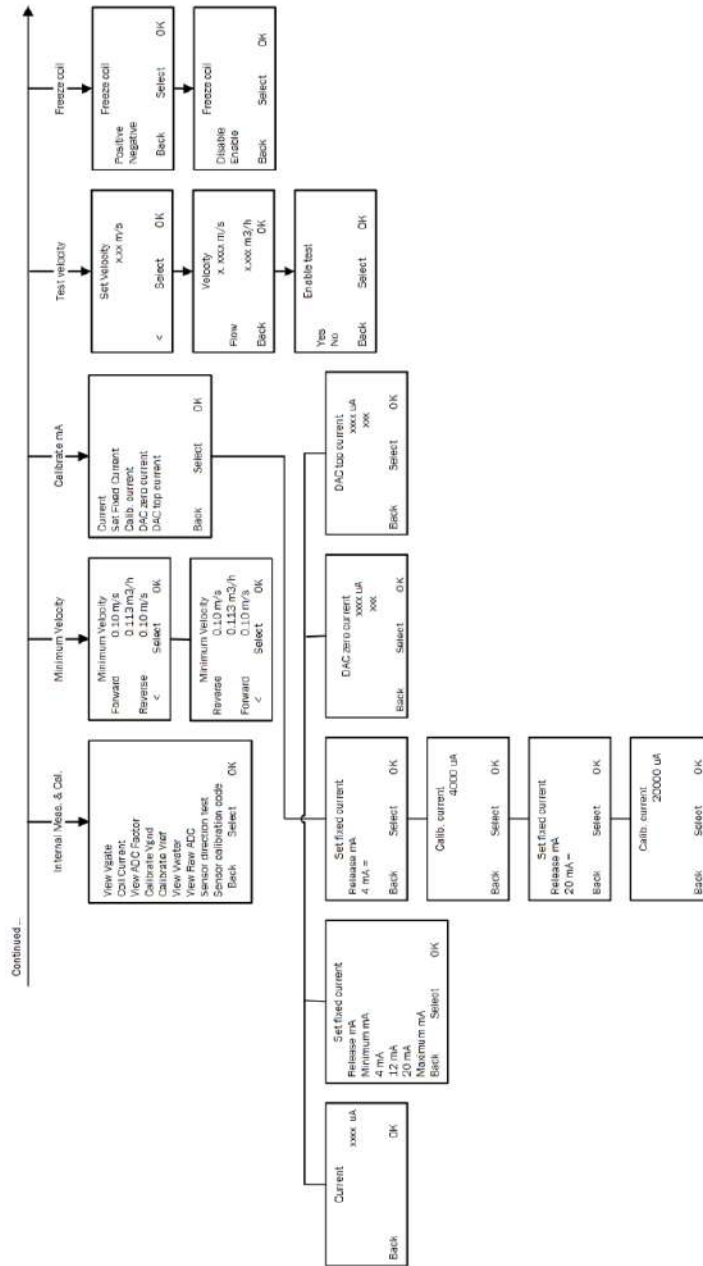 Continued...
Internal Meas. & Cal.
View Vgate
Coil Current
View ADC Factor
Calibrate Vgnd
Calibrate Vref
View Vwater
View Raw ADC
Sensor direction test
Sensor calibration code
Back Select OK
Minimum Velocity
Minimum Velocity
Forward 0.10 m/s
0.113 m3/h
Reverse 0.10 m/s
< Select OK
Minimum Velocity
Reverse 0.10 m/s
0.113 m3/h
Forward 0.10 m/s
< Select OK
Calibrate mA
Current
Set Fixed Current
Calib. current
DAC zero current
DAC top current
Back Select OK
Test velocity
Set Velocity
x.xx m/s
< Select OK
Velocity
x.xxx m/s
Flow x.xxx m3/h
Back OK
Enable test
Yes
No
Back Select OK
Freeze coil
Freeze coil
Positive
Negative
Back Select OK
Freeze coil
Disable
Enable
Back Select OK
Current
xxxx uA
Back OK
Set fixed current
Release mA
Minimum mA
4 mA
12 mA
20 mA
Maximum mA
Back Select OK
Set fixed current
Release mA
4 mA =
Back Select OK
Calib. current
4000 uA
Back Select OK
Set fixed current
Release mA
20 mA =
Back Select OK
Calib. current
20000 uA
Back Select OK
DAC zero current
xxxx uA
xxx
Back Select OK
DAC top current
xxxx uA
xxx
Back Select OK